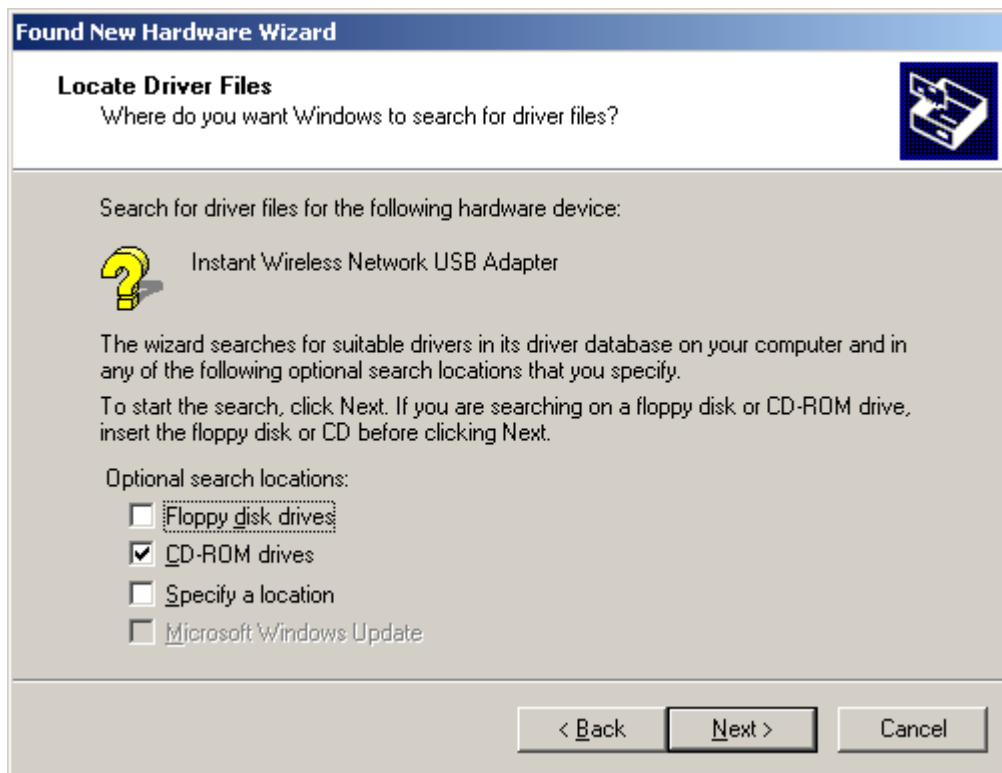 Found New Hardware Wizard
Locate Driver Files
Where do you want Windows to search for driver files?
Search for driver files for the following hardware device:
Instant Wireless Network USB Adapter
The wizard searches for suitable drivers in its driver database on your computer and in
any of the following optional search locations that you specify.
To start the search, click Next. If you are searching on a floppy disk or CD-ROM drive,
insert the floppy disk or CD before clicking Next.
Optional search locations:
Floppy disk drives
CD-ROM drives
Specify a location
Microsoft Windows Update
< Back Next > Cancel